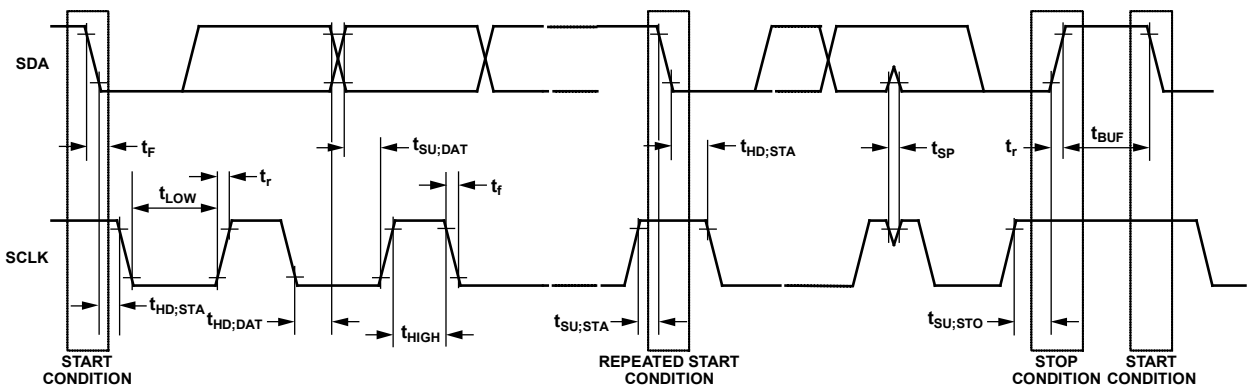 SDA
t_F
t_SU;DAT
t_HD;STA
t_SP
t_r
t_BUF
t_LOW
t_r
t_f
SCLK
t_HD;STA
t_HD;DAT
t_HIGH
t_SU;STA
t_SU;STO
START
CONDITION
REPEATED START
CONDITION
STOP
CONDITION
START
CONDITION